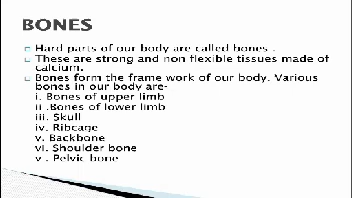 BONES
Hard parts of our body are called bones .
These are strong and non flexible tissues made of
calcium.
Bones form the frame work of our body. Various
bones in our body are-
i. Bones of upper limb
ii .Bones of lower limb
iii. Skull
iv. Ribcage
v. Backbone
vi. Shoulder bone
v . Pelvic bone